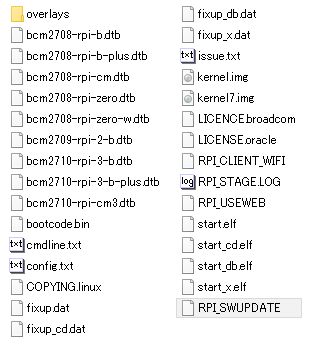 overlays
bcm2708-rpi-b.dtb
bcm2708-rpi-b-plus.dtb
bcm2708-rpi-cm.dtb
bcm2708-rpi-zero.dtb
bcm2708-rpi-zero-w.dtb
bcm2709-rpi-2-b.dtb
bcm2710-rpi-3-b.dtb
bcm2710-rpi-3-b-plus.dtb
bcm2710-rpi-cm3.dtb
bootcode.bin
txt cmdline.txt
txt config.txt
COPYING.linux
fixup.dat
fixup_cd.dat
fixup_db.dat
fixup_x.dat
txt issue.txt
kernel.img
kernel7.img
LICENCE.broadcom
LICENSE.oracle
RPI_CLIENT_WIFI
log RPI_STAGE.LOG
RPI_USEWEB
start.elf
start_cd.elf
start_db.elf
start_x.elf
RPI_SWUPDATE